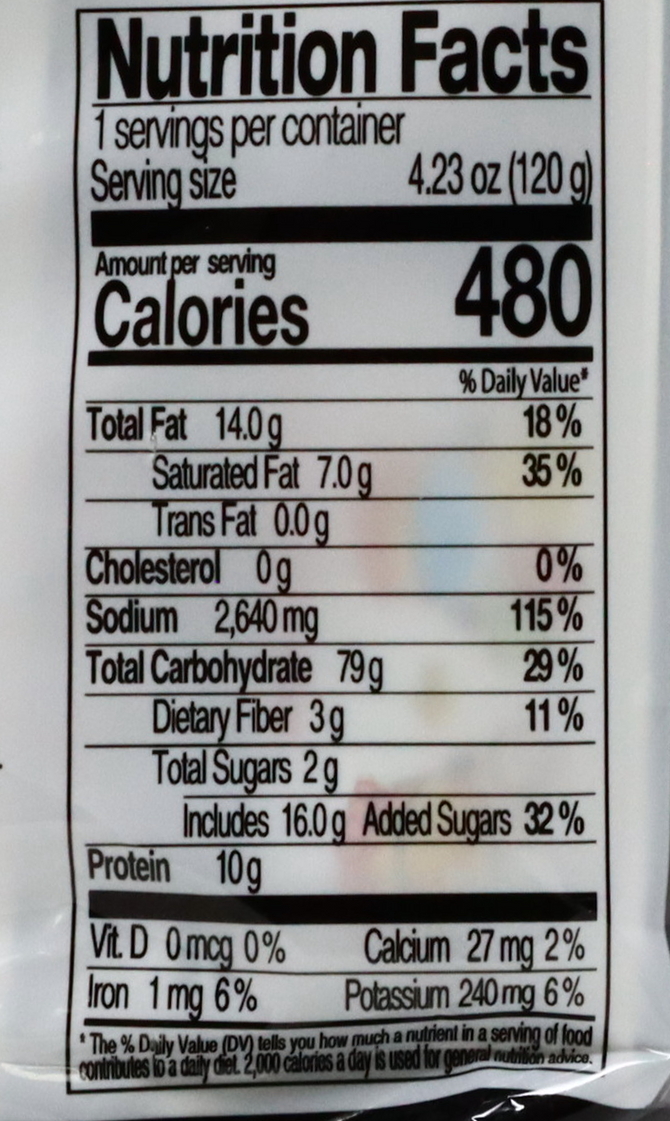 Nutrition Facts
1 servings per container
Serving size 4.23 oz (120 g)
Amount per serving
Calories 480
% Daily Value*
Total Fat 14.0 g 18 %
Saturated Fat 7.0 g 35 %
Trans Fat 0.0 g
Cholesterol 0 g 0 %
Sodium 2,640 mg 115 %
Total Carbohydrate 79 g 29 %
Dietary Fiber 3 g 11 %
Total Sugars 2 g
Includes 16.0 g Added Sugars 32 %
Protein 10 g
Vit. D 0 mcg 0% Calcium 27 mg 2%
Iron 1 mg 6% Potassium 240 mg 6%
* The % Daily Value (DV) tells you how much a nutrient in a serving of food
contributes to a daily diet. 2,000 calories a day is used for general nutrition advice.